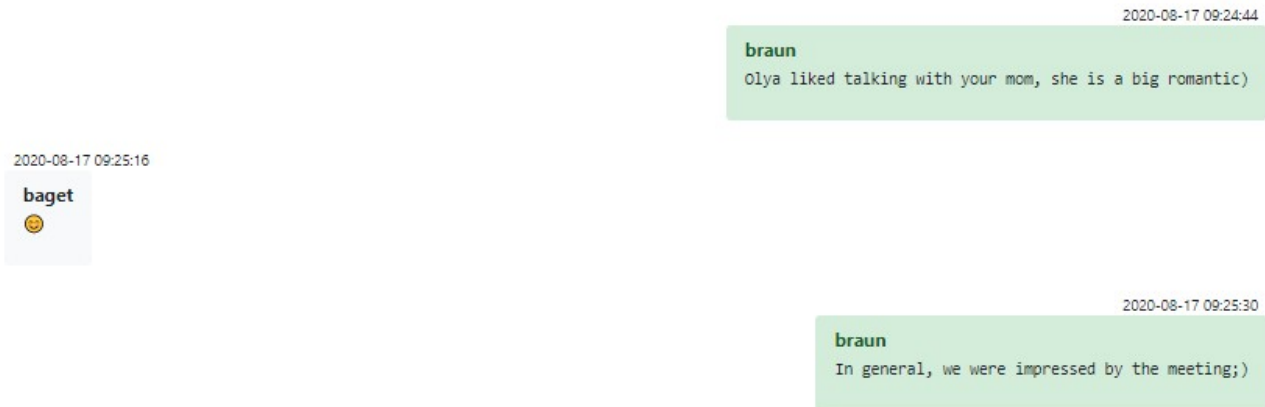 2020-08-17 09:24:44
braun
Olya liked talking with your mom, she is a big romantic)
2020-08-17 09:25:16
baget
😊
2020-08-17 09:25:30
braun
In general, we were impressed by the meeting;)